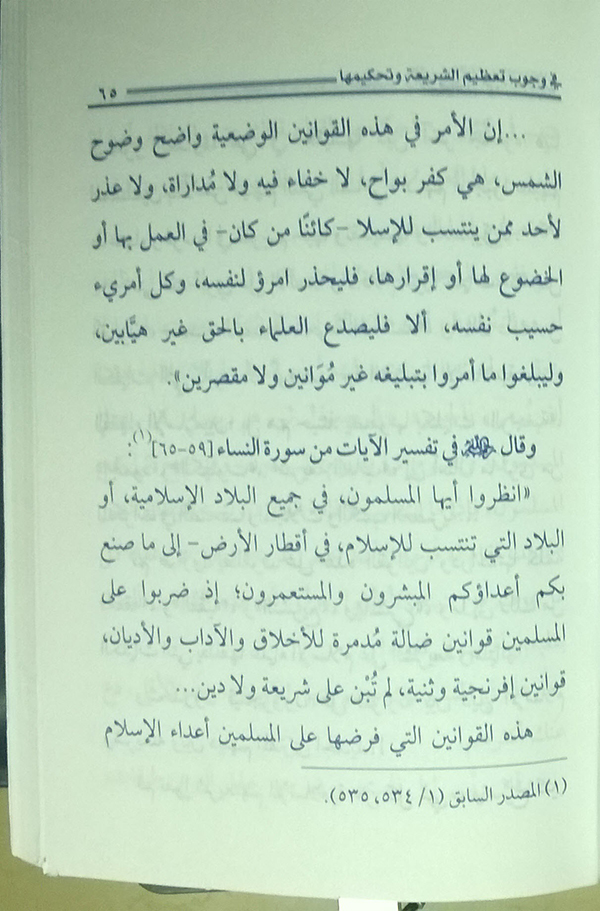 في وجوب تعظيم الشريعة وتحكيمها
٦٥
...إن الأمر في هذه القوانين الوضعية واضح وضوح
الشمس، هي كفر بواح، لا خفاء فيه ولا مُداراة، ولا عذر
لأحد ممن ينتسب للإسلا -كائنًا من كان- في العمل بها أو
الخضوع لها أو إقرارها، فليحذر امرؤ لنفسه، وكل أمريء
حسيب نفسه، ألا فليصدع العلماء بالحق غير هيَّابين،
وليبلغوا ما أمروا بتبليغه غير مُوَانين ولا مقصرين».
وقال رحمه الله في تفسير الآيات من سورة النساء [٥٩-٦٥](١):
«انظروا أيها المسلمون، في جميع البلاد الإسلامية، أو
البلاد التي تنتسب للإسلام، في أقطار الأرض- إلى ما صنع
بكم أعداؤكم المبشرون والمستعمرون؛ إذ ضربوا على
المسلمين قوانين ضالة مُدمرة للأخلاق والآداب والأديان،
قوانين إفرنجية وثنية، لم تُبْن على شريعة ولا دين...
هذه القوانين التي فرضها على المسلمين أعداء الإسلام
(١) المصدر السابق (١/ ٥٣٤، ٥٣٥).